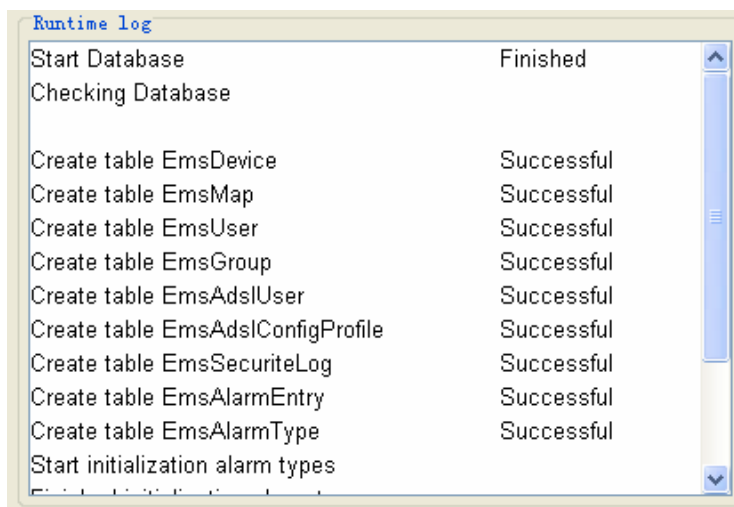 Runtime log
Start Database Finished
Checking Database
Create table EmsDevice Successful
Create table EmsMap Successful
Create table EmsUser Successful
Create table EmsGroup Successful
Create table EmsAdslUser Successful
Create table EmsAdslConfigProfile Successful
Create table EmsSecuriteLog Successful
Create table EmsAlarmEntry Successful
Create table EmsAlarmType Successful
Start initialization alarm types